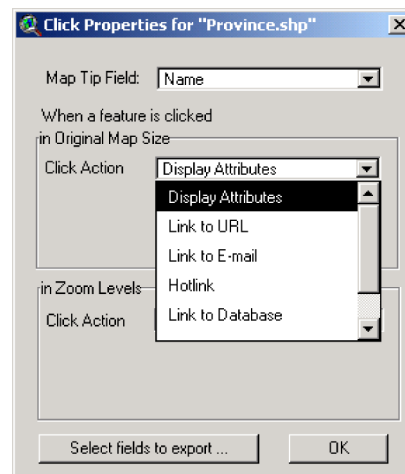 Click Properties for "Province.shp"
Map Tip Field: Name
When a feature is clicked
in Original Map Size
Click Action Display Attributes
Display Attributes
Link to URL
Link to E-mail
Hotlink
Link to Database
in Zoom Levels
Click Action
Select fields to export ... OK